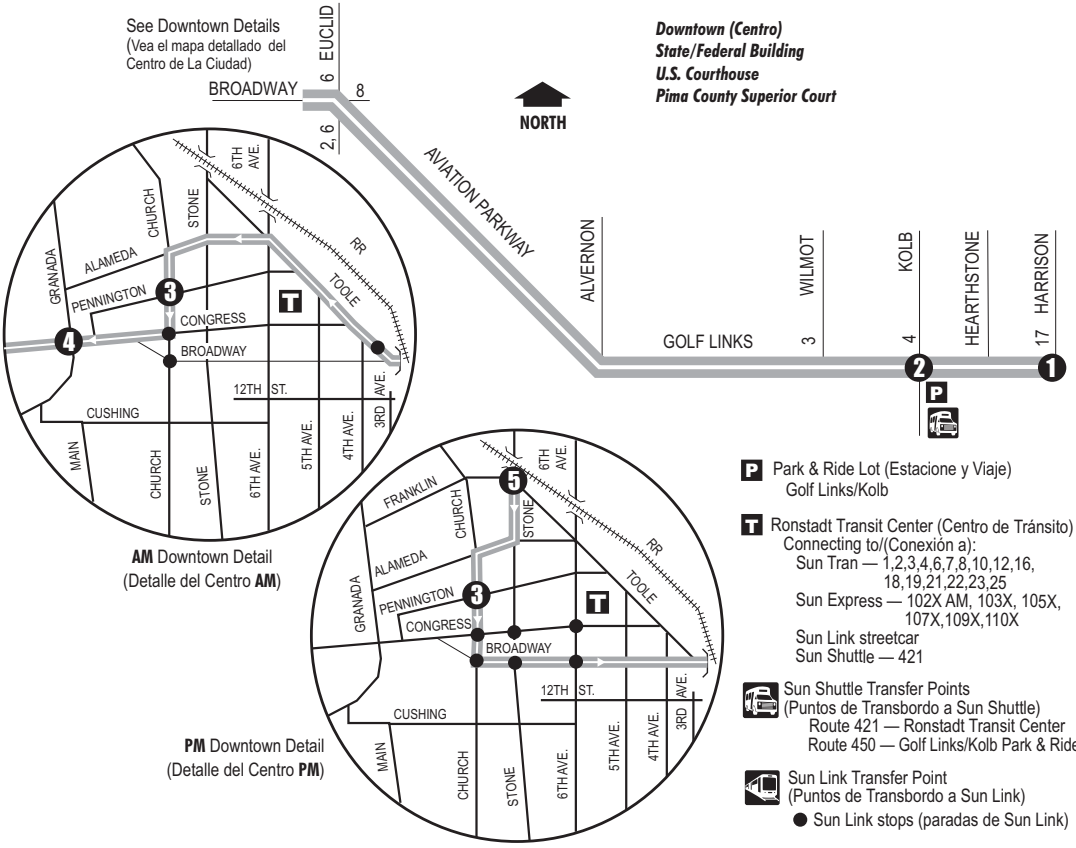 See Downtown Details
(Vea el mapa detallado del
Centro de La Ciudad)
BROADWAY
6 EUCLID
8
2, 6
NORTH
Downtown (Centro)
State/Federal Building
U.S. Courthouse
Pima County Superior Court
AVIATION PARKWAY
ALVERNON
GOLF LINKS
3 WILMOT
4 KOLB
HEARTHSTONE
17 HARRISON
2
1
P
6TH
AVE.
CHURCH
STONE
RR
GRANADA
ALAMEDA
TOOLE
PENNINGTON
3
T
CONGRESS
4
BROADWAY
12TH ST.
CUSHING
MAIN
CHURCH
STONE
6TH AVE.
5TH AVE.
4TH AVE.
3RD AVE.
AM Downtown Detail
(Detalle del Centro AM)
6TH
AVE.
5
FRANKLIN
CHURCH
STONE
RR
ALAMEDA
TOOLE
GRANADA
PENNINGTON
3
T
CONGRESS
BROADWAY
12TH ST.
CUSHING
MAIN
CHURCH
STONE
6TH AVE.
5TH AVE.
4TH AVE.
3RD AVE.
PM Downtown Detail
(Detalle del Centro PM)
P Park & Ride Lot (Estacione y Viaje)
Golf Links/Kolb
T Ronstadt Transit Center (Centro de Tránsito)
Connecting to/(Conexión a):
Sun Tran — 1,2,3,4,6,7,8,10,12,16,
18,19,21,22,23,25
Sun Express — 102X AM, 103X, 105X,
107X,109X,110X
Sun Link streetcar
Sun Shuttle — 421
Sun Shuttle Transfer Points
(Puntos de Transbordo a Sun Shuttle)
Route 421 — Ronstadt Transit Center
Route 450 — Golf Links/Kolb Park & Ride
Sun Link Transfer Point
(Puntos de Transbordo a Sun Link)
● Sun Link stops (paradas de Sun Link)